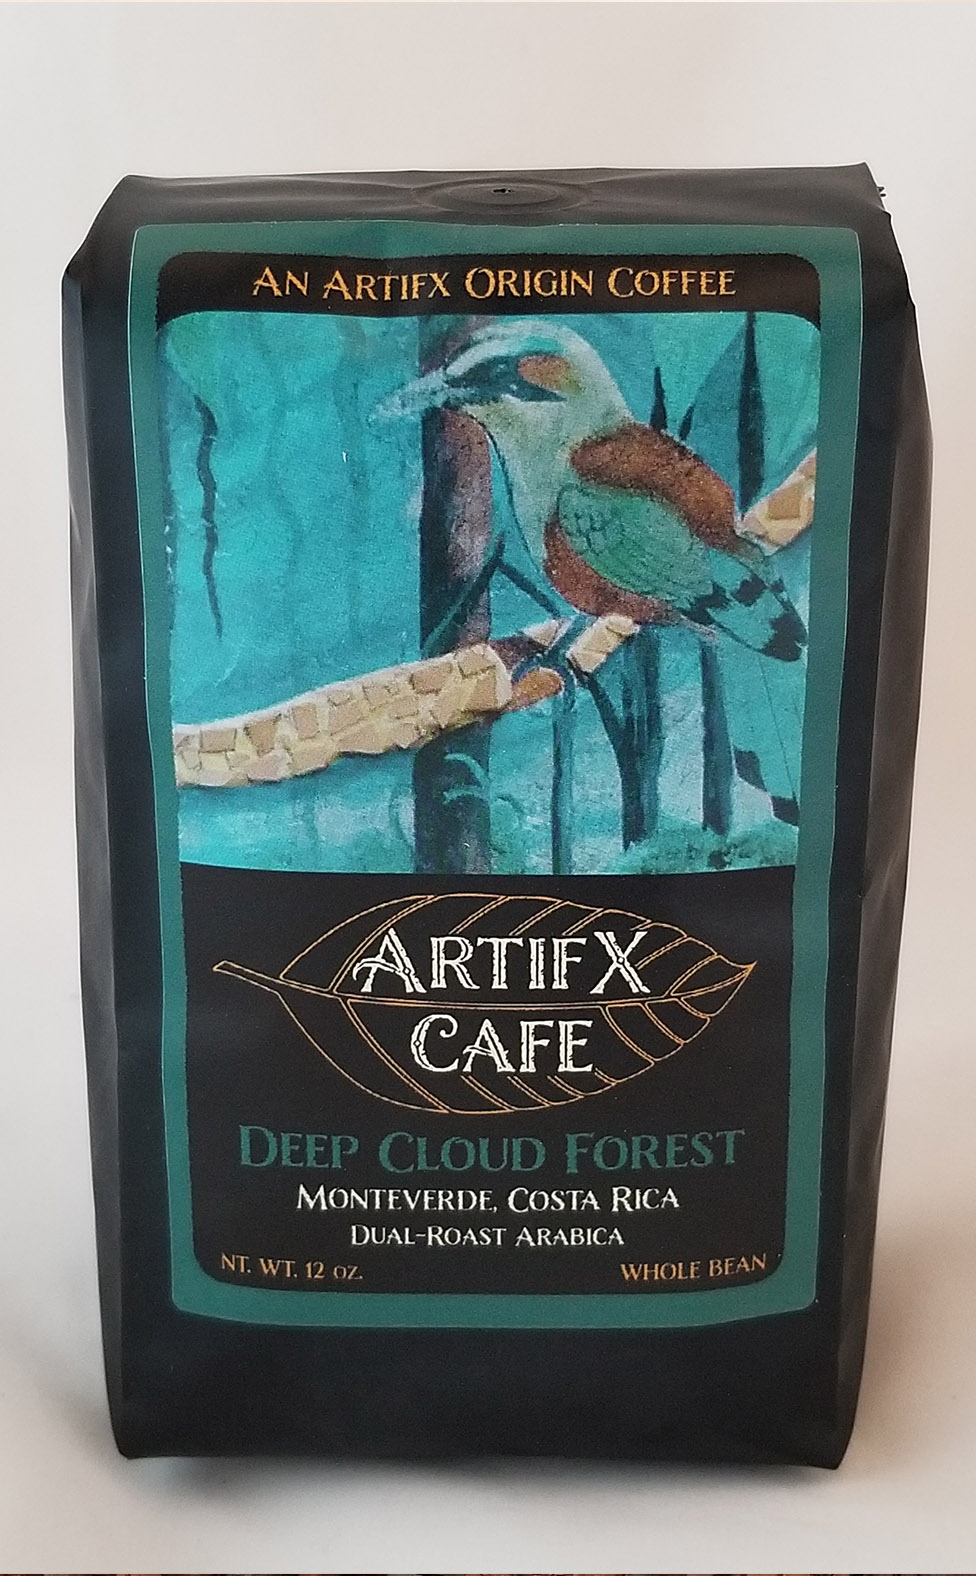 An Artifx Origin Coffee
Artifx
Cafe
Deep Cloud Forest
Monteverde, Costa Rica
Dual-Roast Arabica
NT. WT. 12 oz.
Whole Bean